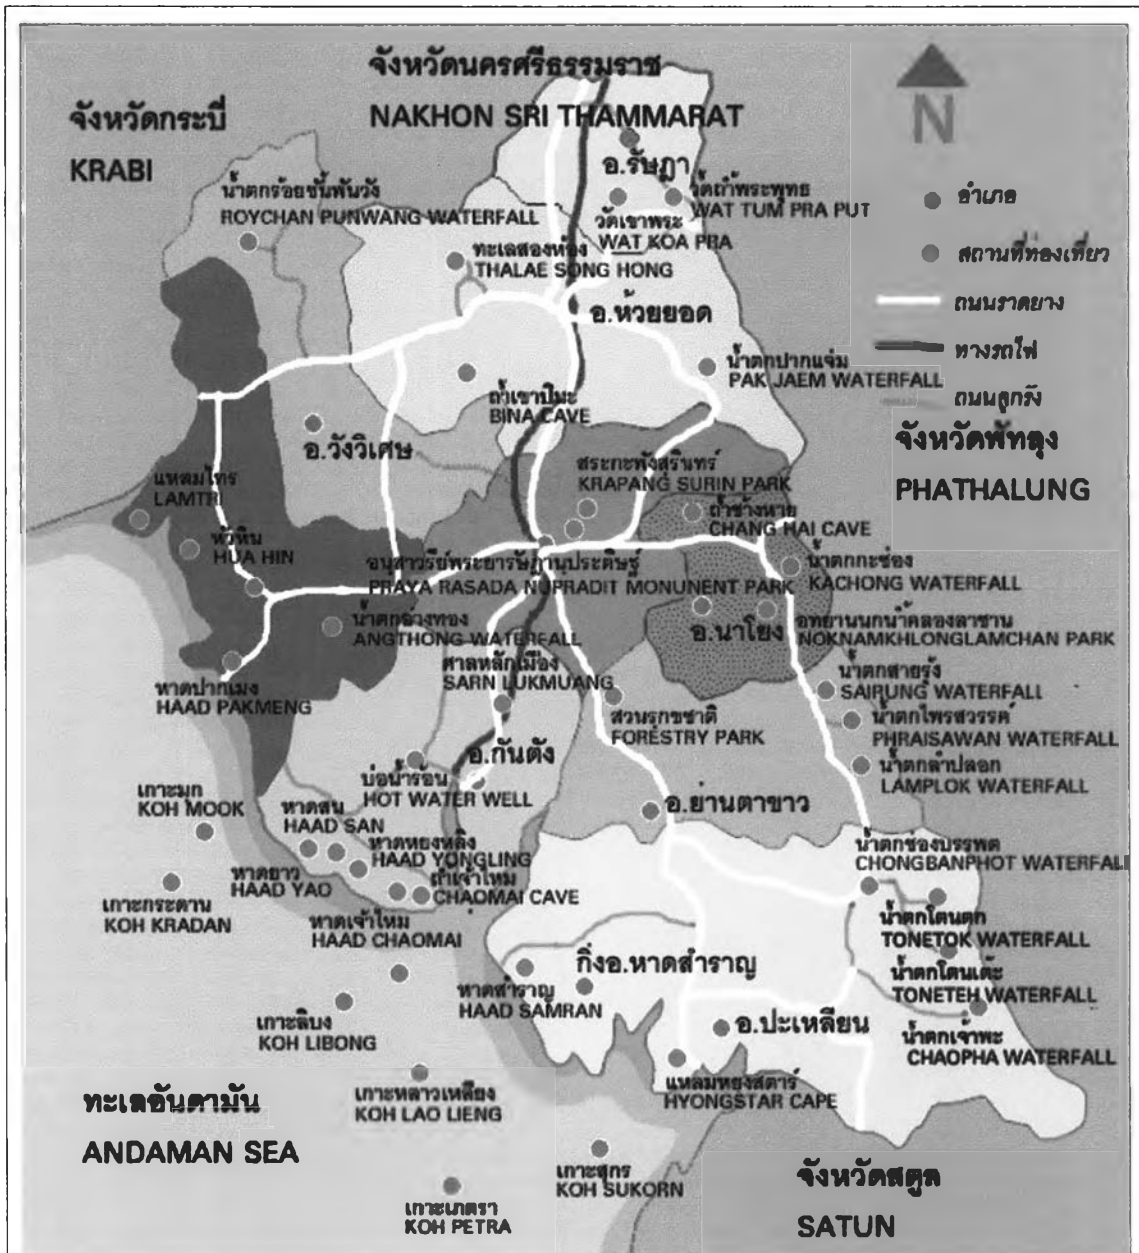 จังหวัดนครศรีธรรมราช
NAKHON SRI THAMMARAT
จังหวัดกระบี่
KRABI
N
อ.รัษฎา
น้ำตกร้อยชั้นพันวัง
ROYCHAN PUNWANG WATERFALL
วัดถ้ำพระพุทธ
WAT TUM PRA PUT
วัดเขาพระ
WAT KOA PRA
อำเภอ
ทะเลสองห้อง
THALAE SONG HONG
สถานที่ท่องเที่ยว
อ.ห้วยยอด
ถนนราดยาง
ทางรถไฟ
น้ำตกปากแจ่ม
PAK JAEM WATERFALL
ถนนลูกรัง
ถ้ำเขาปินะ
BINA CAVE
จังหวัดพัทลุง
PHATHALUNG
อ.วังวิเศษ
สระกะพังสุรินทร์
KRAPANG SURIN PARK
แหลมไทร
LAMTRI
ถ้ำช้างหาย
CHANG HAI CAVE
หัวหิน
HUA HIN
อนุสาวรีย์พระยารัษฎานุประดิษฐ์
PRAYA RASADA NUPRADIT MONUNENT PARK
น้ำตกกะช่อง
KACHONG WATERFALL
น้ำตกอ่างทอง
ANGTHONG WATERFALL
อ.นาโยง
อุทยานนกน้ำคลองลำชาน
NOKNAMKHLONGLAMCHAN PARK
ศาลหลักเมือง
SARN LUKMUANG
น้ำตกสายรุ้ง
SAIRUNG WATERFALL
หาดปากเมง
HAAD PAKMENG
สวนรุกขชาติ
FORESTRY PARK
น้ำตกไพรสวรรค์
PHRAISAWAN WATERFALL
อ.กันตัง
บ่อน้ำร้อน
HOT WATER WELL
น้ำตกลำปลอก
LAMPLOK WATERFALL
เกาะมุก
KOH MOOK
หาดสน
HAAD SAN
อ.ย่านตาขาว
หาดหยงหลิง
HAAD YONGLING
น้ำตกช่องบรรพต
CHONGBANPHOT WATERFALL
หาดยาว
HAAD YAO
ถ้ำเจ้าไหม
CHAOMAI CAVE
เกาะกระดาน
KOH KRADAN
หาดเจ้าไหม
HAAD CHAOMAI
น้ำตกโตนตก
TONETOK WATERFALL
กิ่งอ.หาดสำราญ
น้ำตกโตนเต๊ะ
TONETEH WATERFALL
หาดสำราญ
HAAD SAMRAN
เกาะลิบง
KOH LIBONG
อ.ปะเหลียน
น้ำตกเจ้าพะ
CHAOPHA WATERFALL
แหลมหยงสตาร์
HYONGSTAR CAPE
เกาะหลาวเหลียง
KOH LAO LIENG
ทะเลอันดามัน
ANDAMAN SEA
เกาะสุกร
KOH SUKORN
จังหวัดสตูล
SATUN
เกาะเภตรา
KOH PETRA